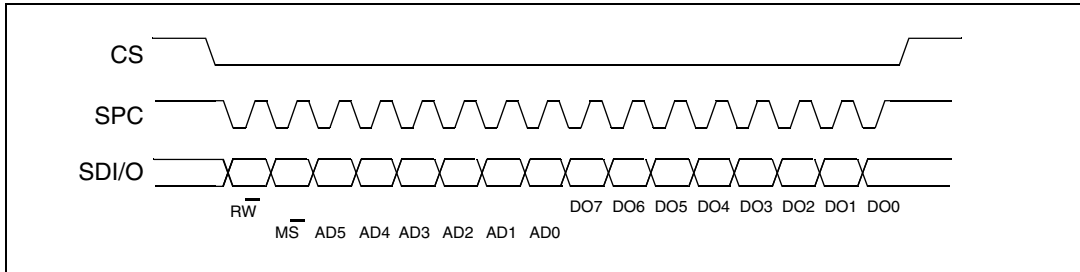 CS
SPC
SDI/O
DO7 DO6 DO5 DO4 DO3 DO2 DO1 DO0
RW̅
MS̅ AD5 AD4 AD3 AD2 AD1 AD0